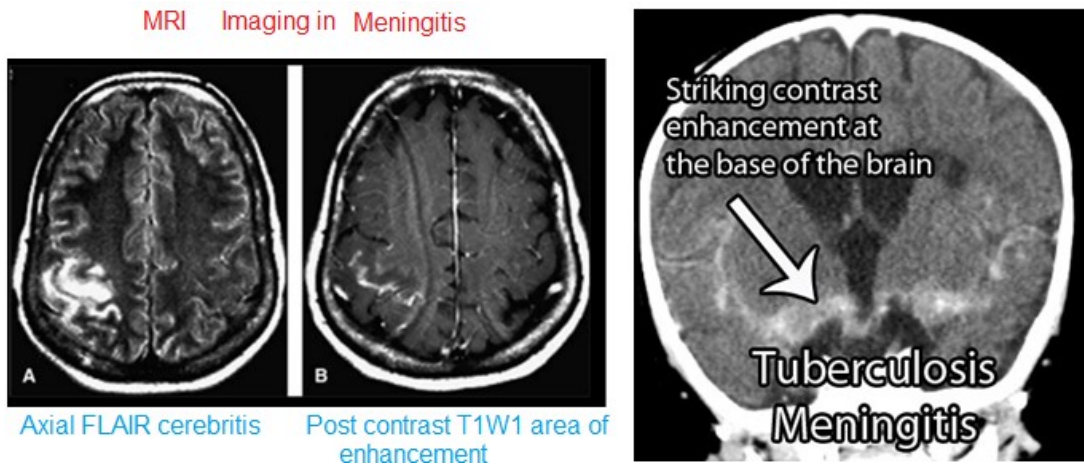 MRI Imaging in Meningitis
A
B
Axial FLAIR cerebritis
Post contrast T1W1 area of
enhancement
Striking contrast
enhancement at
the base of the brain
Tuberculosis
Meningitis